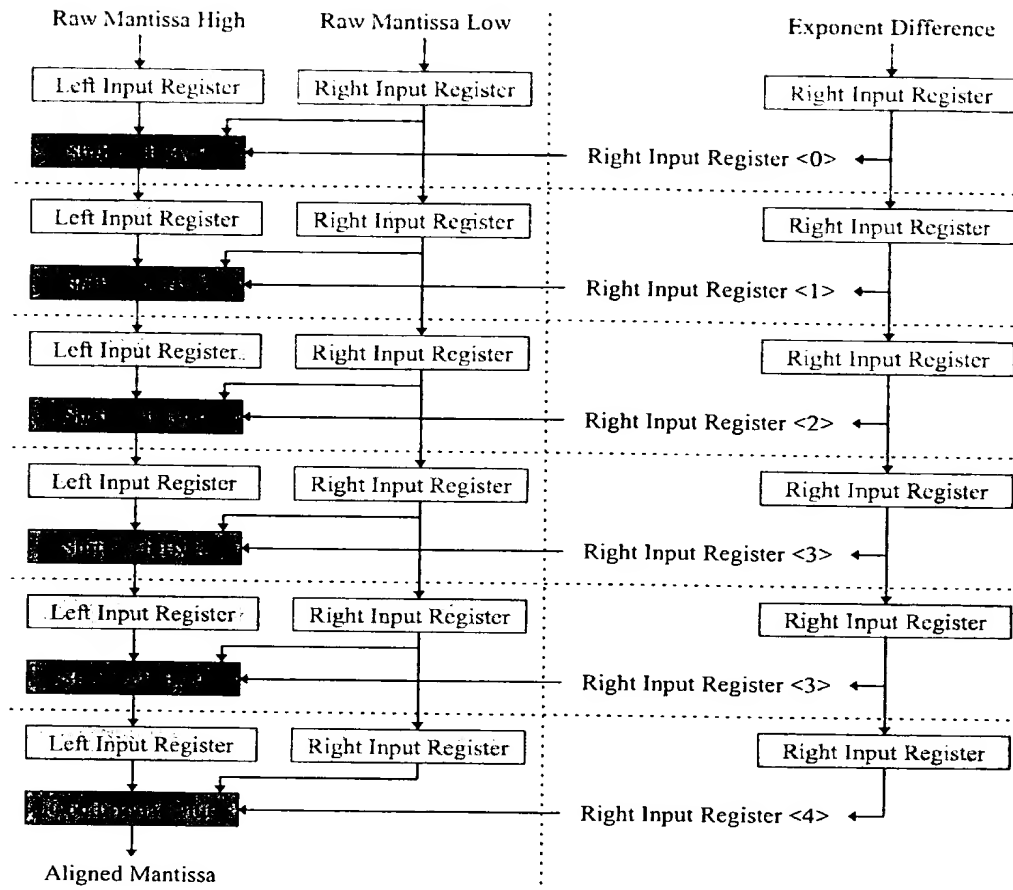 Raw Mantissa High
Raw Mantissa Low
Exponent Difference
Left Input Register
Right Input Register
Right Input Register
Right Input Register <0>
Left Input Register
Right Input Register
Right Input Register
Right Input Register <1>
Left Input Register
Right Input Register
Right Input Register
Right Input Register <2>
Left Input Register
Right Input Register
Right Input Register
Right Input Register <3>
Left Input Register
Right Input Register
Right Input Register
Right Input Register <3>
Left Input Register
Right Input Register
Right Input Register
Right Input Register <4>
Aligned Mantissa